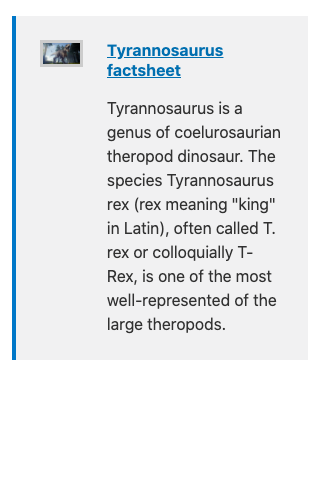 Tyrannosaurus
factsheet
Tyrannosaurus is a
genus of coelurosaurian
theropod dinosaur. The
species Tyrannosaurus
rex (rex meaning "king"
in Latin), often called T.
rex or colloquially T-
Rex, is one of the most
well-represented of the
large theropods.